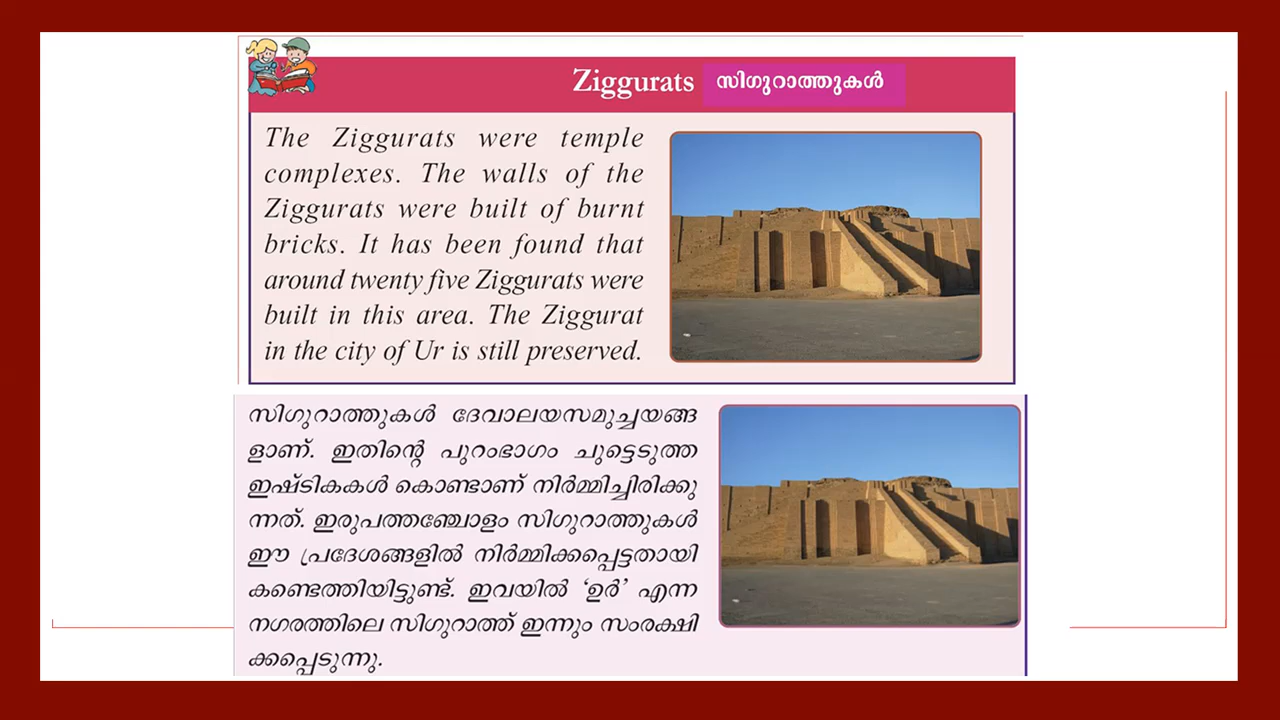 Ziggurats സിഗുറാത്തുകൾ
The Ziggurats were temple
complexes. The walls of the
Ziggurats were built of burnt
bricks. It has been found that
around twenty five Ziggurats were
built in this area. The Ziggurat
in the city of Ur is still preserved.
സിഗുറാത്തുകൾ ദേവാലയസമുച്ചയങ്ങ
ളാണ്. ഇതിന്റെ പുറംഭാഗം ചുട്ടെടുത്ത
ഇഷ്ടികകൾ കൊണ്ടാണ് നിർമ്മിച്ചിരിക്കു
ന്നത്. ഇരുപത്തഞ്ചോളം സിഗുറാത്തുകൾ
ഈ പ്രദേശങ്ങളിൽ നിർമ്മിക്കപ്പെട്ടതായി
കണ്ടെത്തിയിട്ടുണ്ട്. ഇവയിൽ ‘ഉർ’ എന്ന
നഗരത്തിലെ സിഗുറാത്ത് ഇന്നും സംരക്ഷി
ക്കപ്പെടുന്നു.